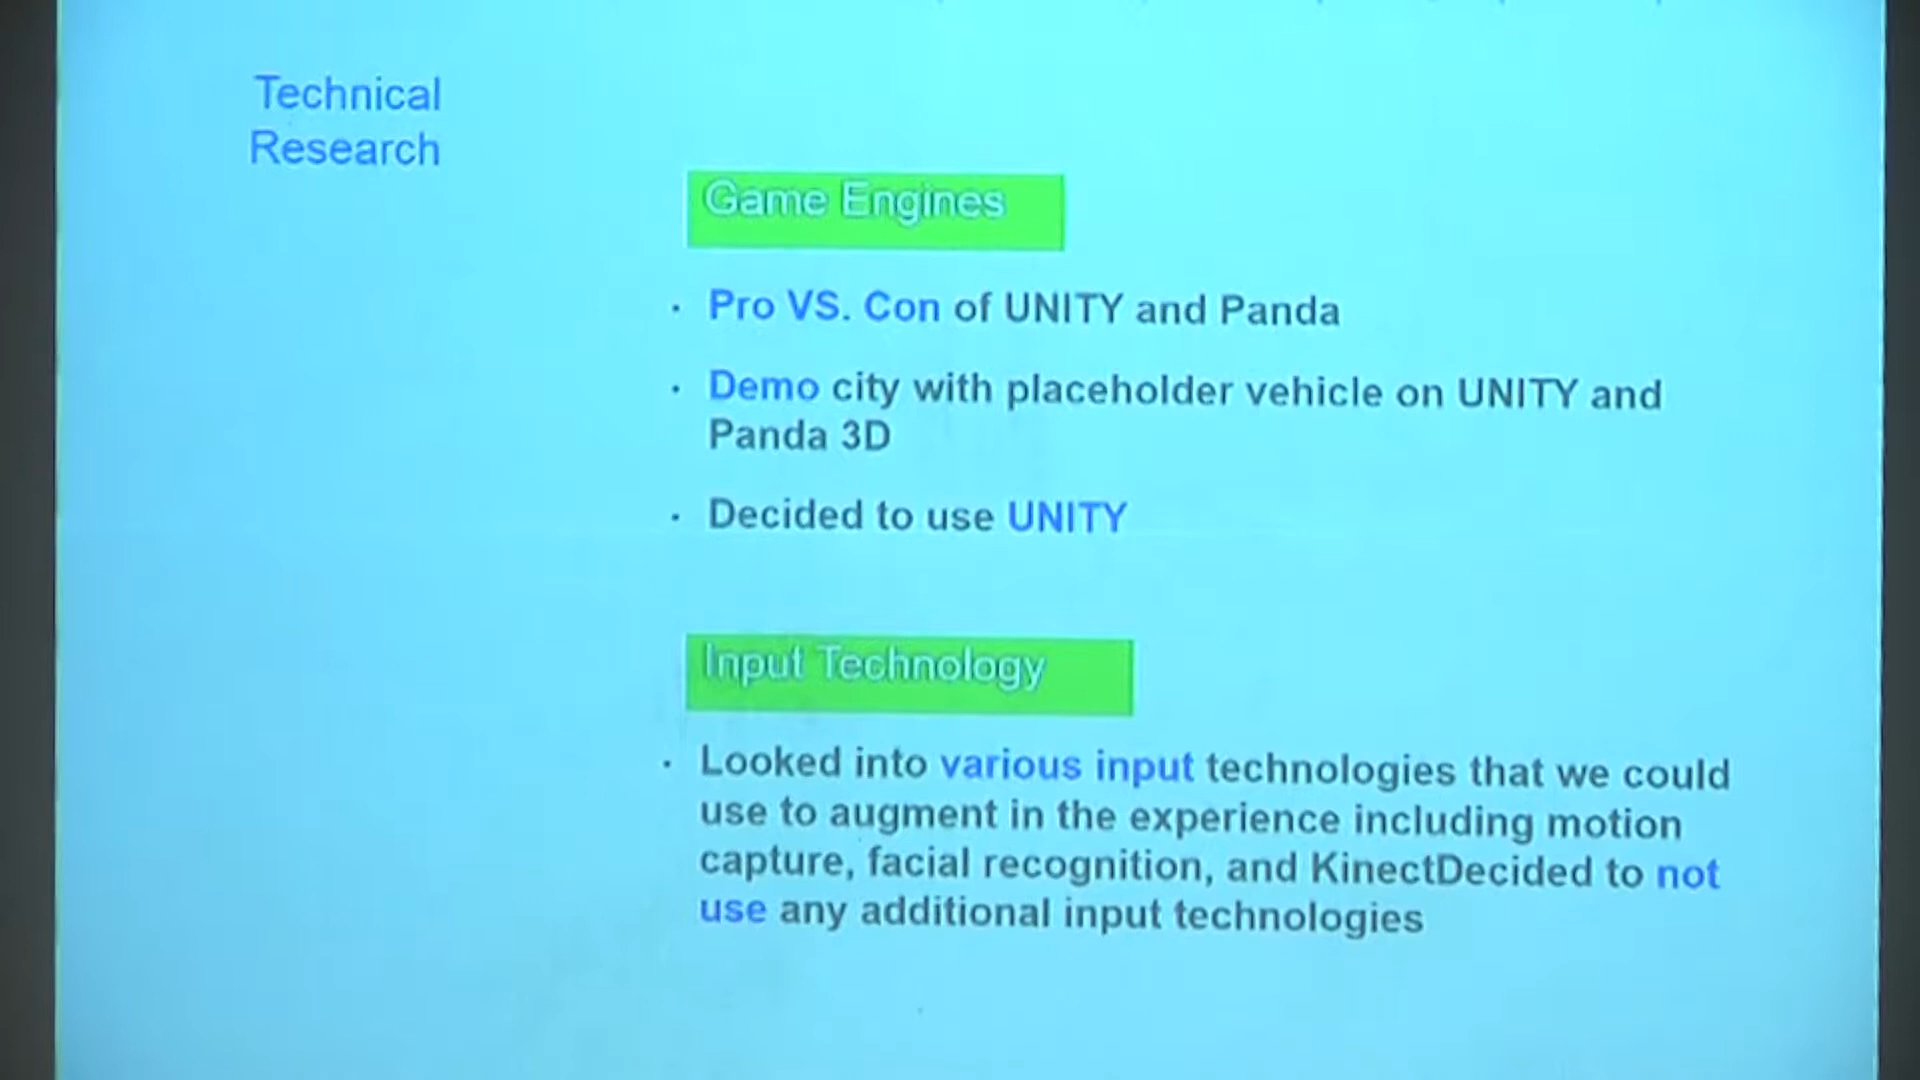 Technical
Research
Game Engines
· Pro VS. Con of UNITY and Panda
· Demo city with placeholder vehicle on UNITY and
Panda 3D
· Decided to use UNITY
Input Technology
· Looked into various input technologies that we could
use to augment in the experience including motion
capture, facial recognition, and KinectDecided to not
use any additional input technologies